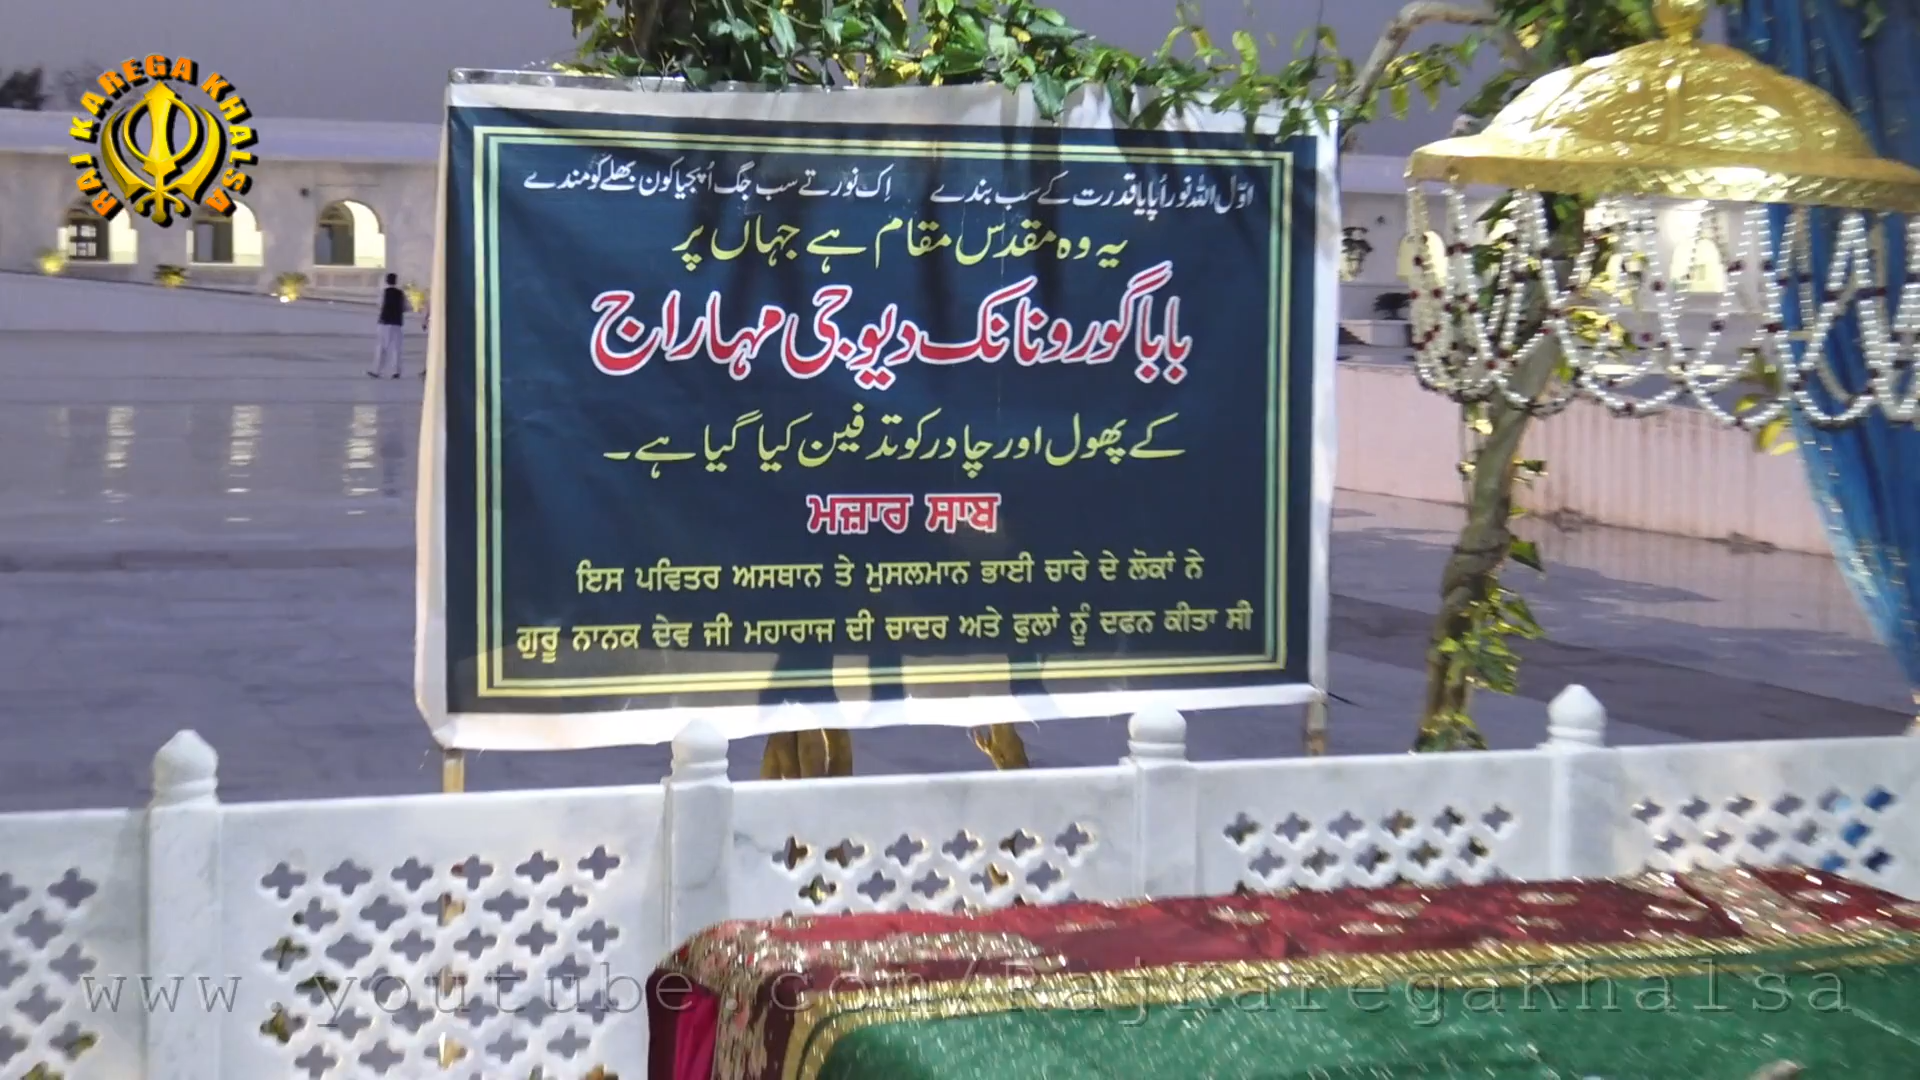 RAJ KAREGA KHALSA
اوّل اللہ نور اُپایا قدرت کے سب بندے اِک نور تے سب جگ اُپجیا کون بھلے کو مندے
یہ وہ مقدس مقام ہے جہاں پر
بابا گورو نانک دیو جی مہاراج
کے پھول اور چادر کو تدفین کیا گیا ہے۔
ਮਜ਼ਾਰ ਸਾਬ
ਇਸ ਪਵਿਤਰ ਅਸਥਾਨ ਤੇ ਮੁਸਲਮਾਨ ਭਾਈ ਚਾਰੇ ਦੇ ਲੋਕਾਂ ਨੇ
ਗੁਰੂ ਨਾਨਕ ਦੇਵ ਜੀ ਮਹਾਰਾਜ ਦੀ ਚਾਦਰ ਅਤੇ ਫੁਲਾਂ ਨੂੰ ਦਫਨ ਕੀਤਾ ਸੀ
www.youtube.com/RajKaregaKhalsa